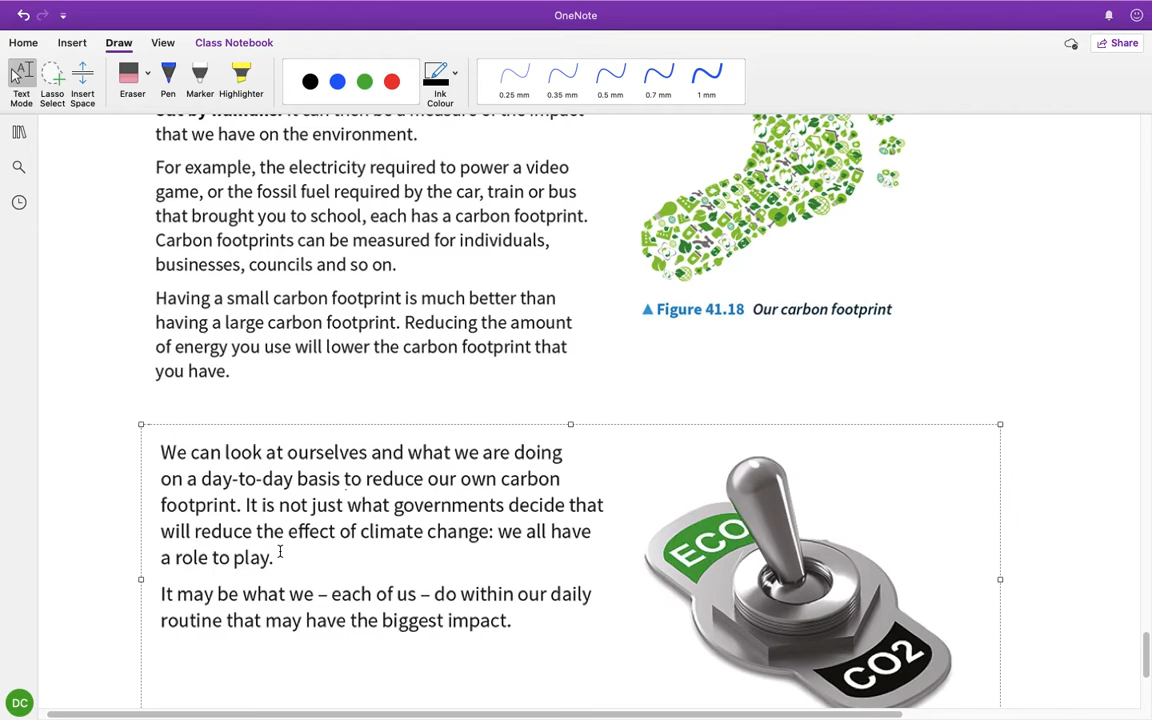 OneNote
Home Insert Draw View Class Notebook
Share
Text Mode
Lasso Select
Insert Space
Eraser
Pen
Marker
Highlighter
Ink Colour
0.25 mm 0.35 mm 0.5 mm 0.7 mm 1 mm
that we have on the environment.
For example, the electricity required to power a video
game, or the fossil fuel required by the car, train or bus
that brought you to school, each has a carbon footprint.
Carbon footprints can be measured for individuals,
businesses, councils and so on.
Having a small carbon footprint is much better than
having a large carbon footprint. Reducing the amount
of energy you use will lower the carbon footprint that
you have.
▲ Figure 41.18 Our carbon footprint
We can look at ourselves and what we are doing
on a day-to-day basis to reduce our own carbon
footprint. It is not just what governments decide that
will reduce the effect of climate change: we all have
a role to play.
It may be what we – each of us – do within our daily
routine that may have the biggest impact.
ECO
CO2
DC